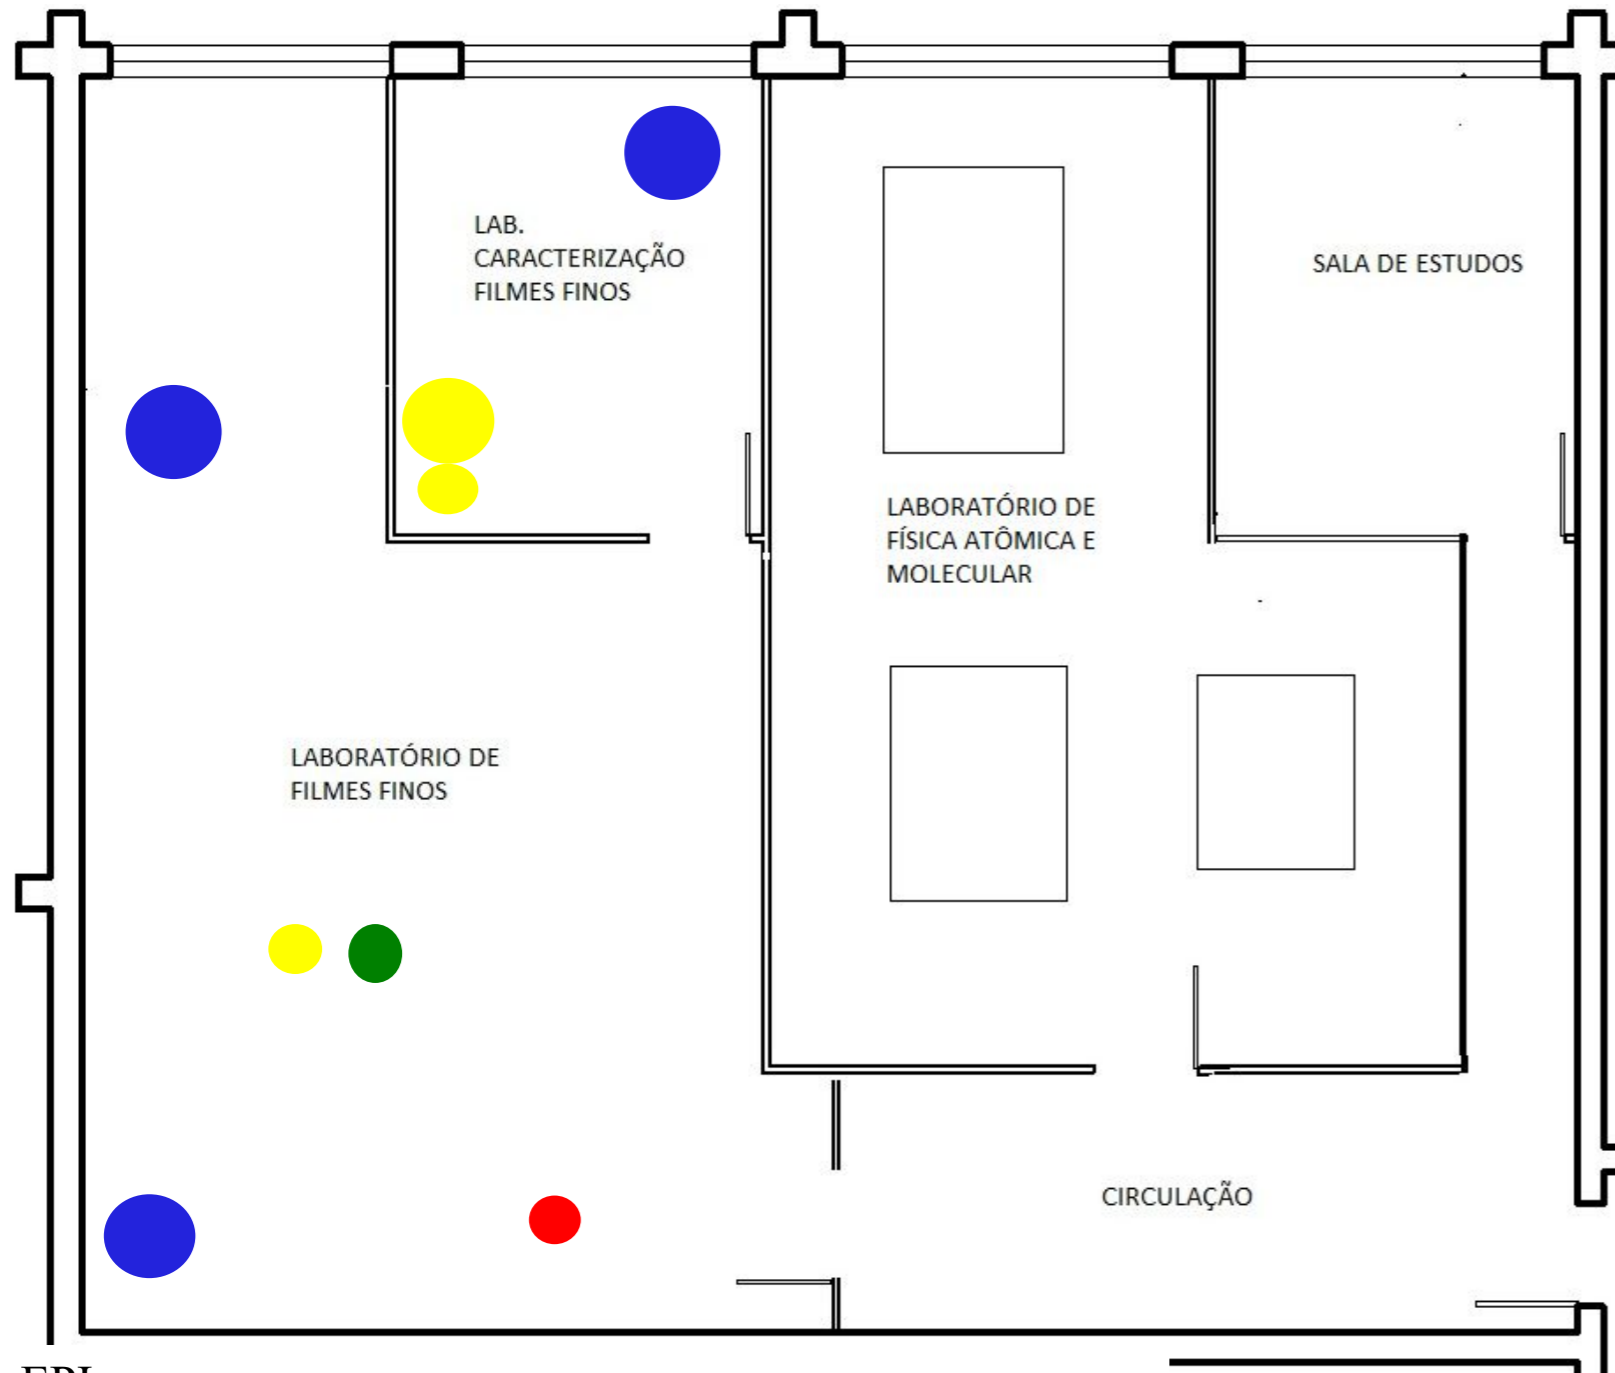 LAB.
CARACTERIZAÇÃO
FILMES FINOS
SALA DE ESTUDOS
LABORATÓRIO DE
FÍSICA ATÔMICA E
MOLECULAR
LABORATÓRIO DE
FILMES FINOS
CIRCULAÇÃO